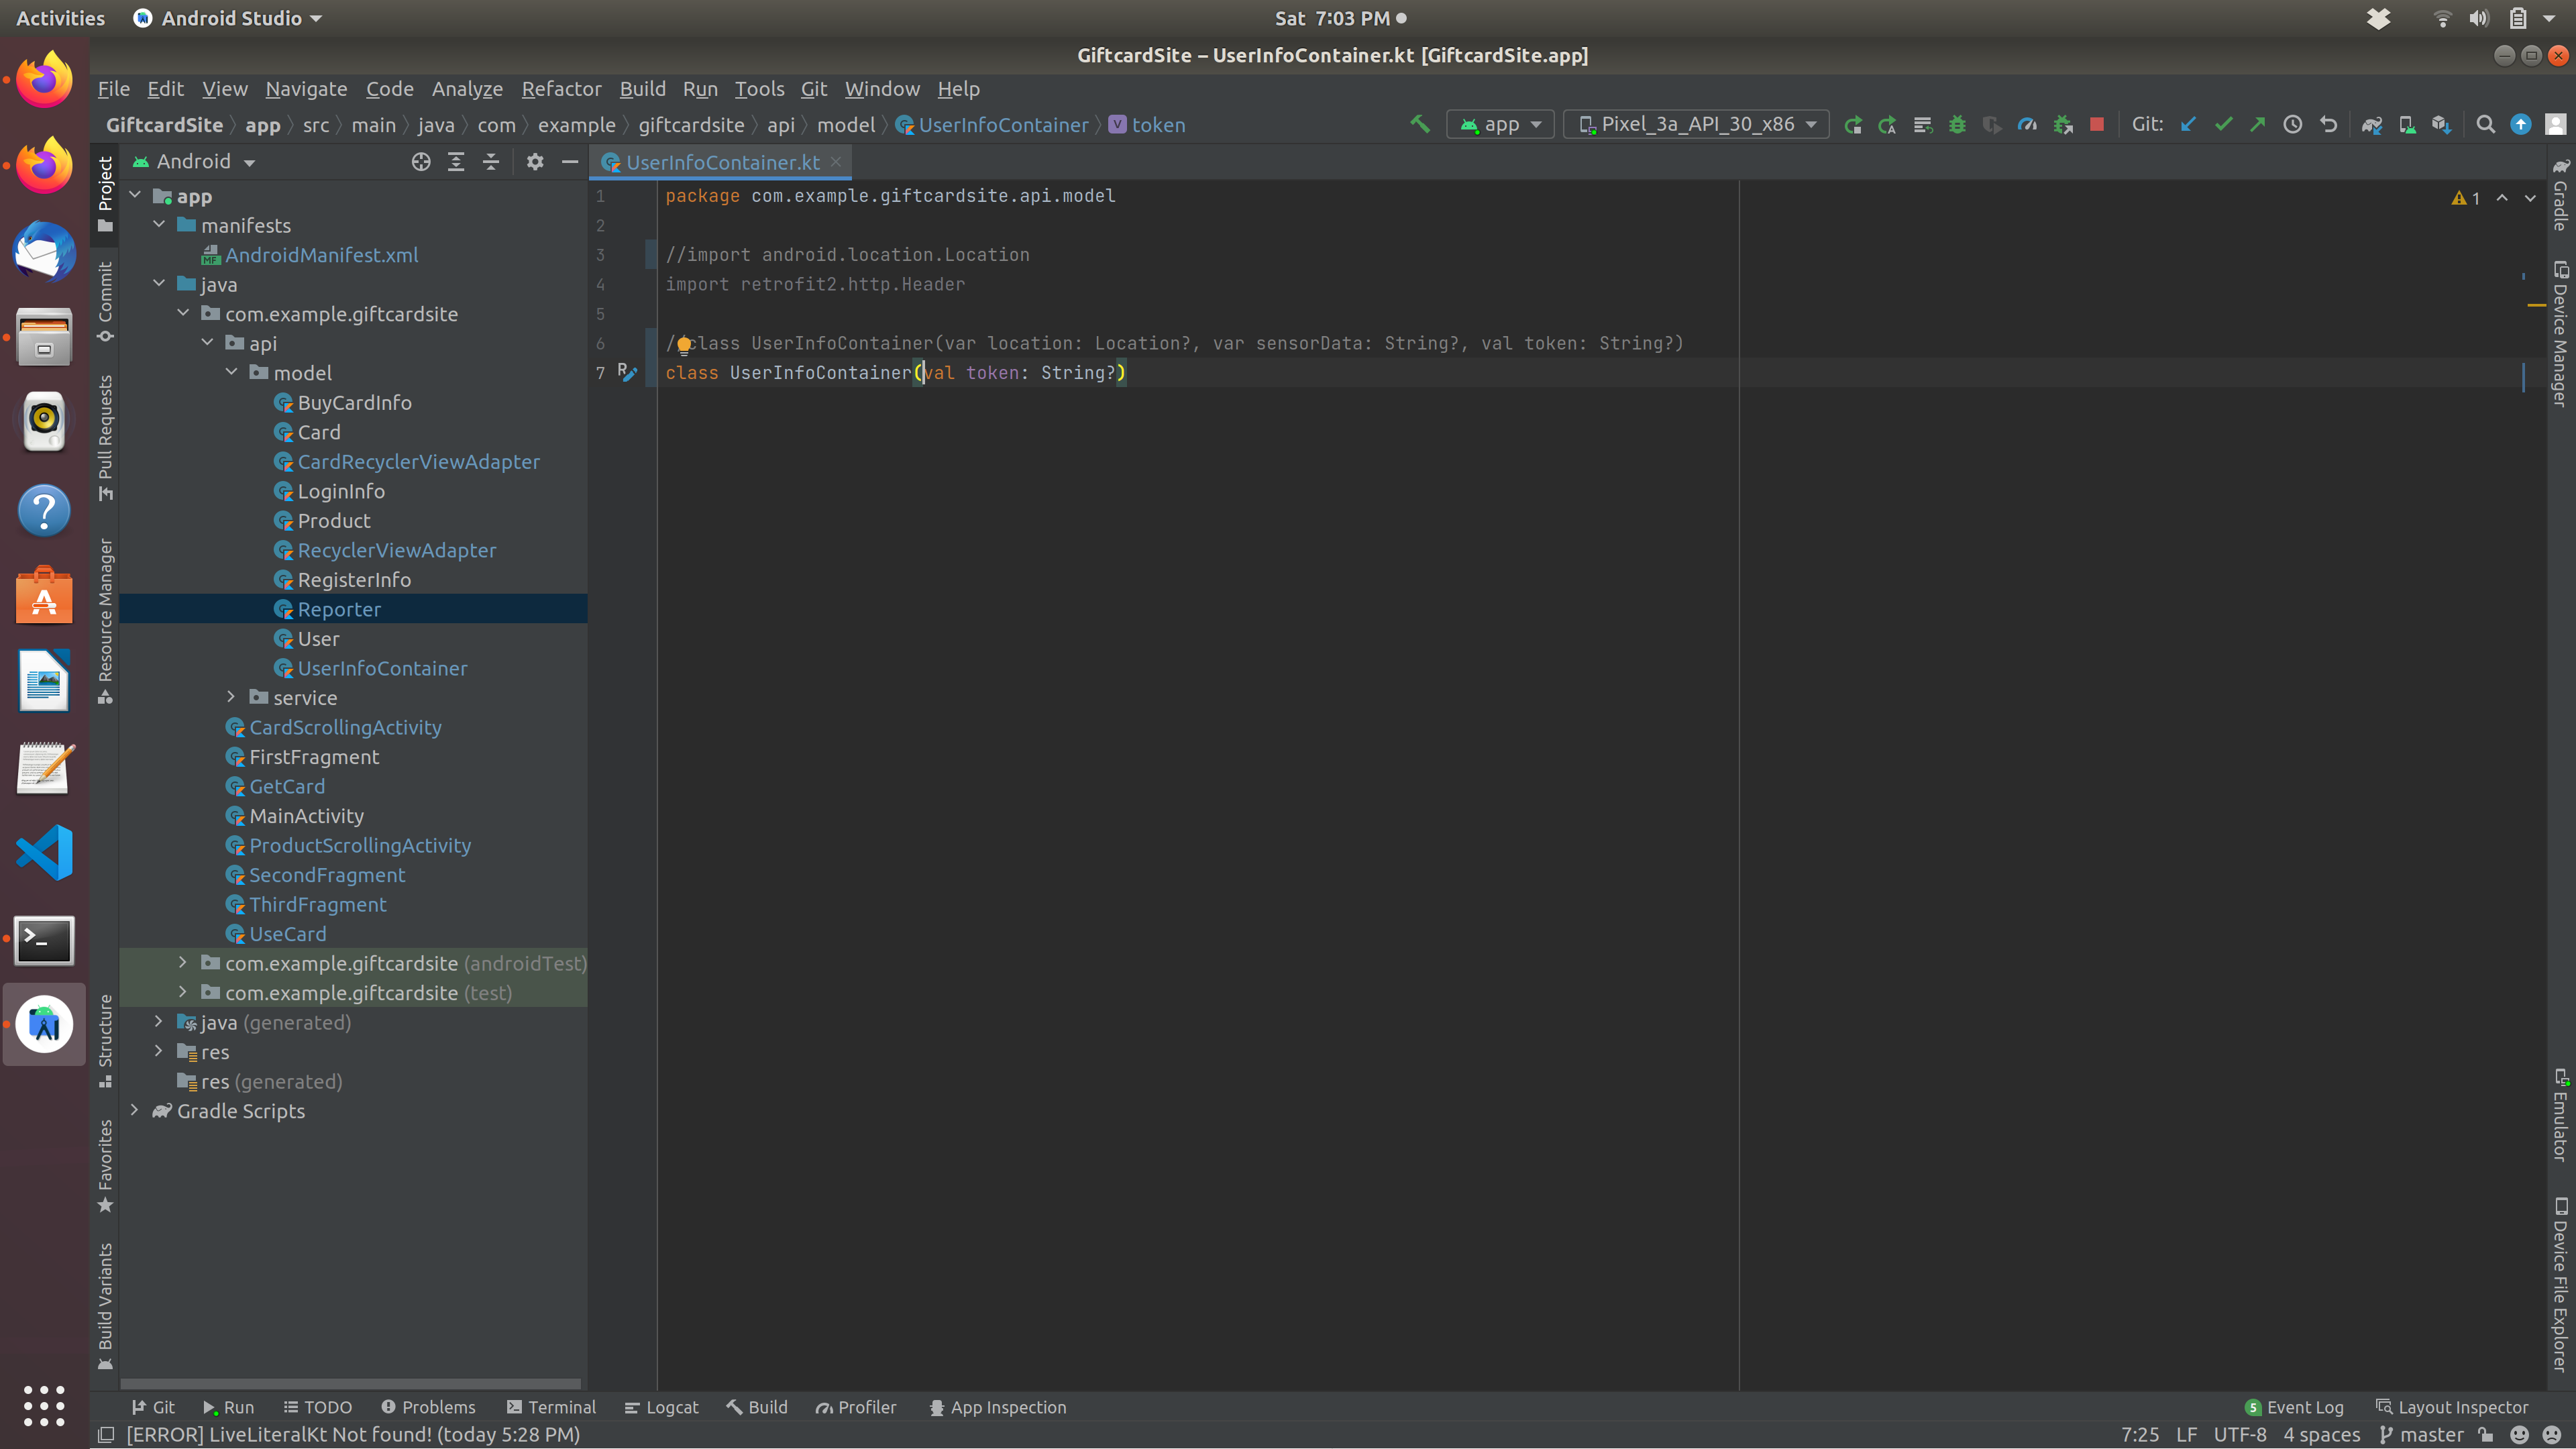 Activities Android Studio Sat 7:03 PM
GiftcardSite – UserInfoContainer.kt [GiftcardSite.app]
File Edit View Navigate Code Analyze Refactor Build Run Tools Git Window Help
GiftcardSite app src main java com example giftcardsite api model UserInfoContainer V token app Pixel_3a_API_30_x86 Git:
Android
UserInfoContainer.kt
Project
Commit
Pull Requests
Resource Manager
Structure
Favorites
Build Variants
app
manifests
MF AndroidManifest.xml
java
com.example.giftcardsite
api
model
BuyCardInfo
Card
CardRecyclerViewAdapter
LoginInfo
Product
RecyclerViewAdapter
RegisterInfo
Reporter
User
UserInfoContainer
service
CardScrollingActivity
FirstFragment
GetCard
MainActivity
ProductScrollingActivity
SecondFragment
ThirdFragment
UseCard
com.example.giftcardsite (androidTest)
com.example.giftcardsite (test)
java (generated)
res
res (generated)
Gradle Scripts
1 package com.example.giftcardsite.api.model
2
3 //import android.location.Location
4 import retrofit2.http.Header
5
6 //class UserInfoContainer(var location: Location?, var sensorData: String?, val token: String?)
7 class UserInfoContainer(val token: String?)
1
Gradle
Device Manager
Emulator
Device File Explorer
Git Run TODO Problems Terminal Logcat Build Profiler App Inspection 5 Event Log Layout Inspector
[ERROR] LiveLiteralKt Not found! (today 5:28 PM) 7:25 LF UTF-8 4 spaces master